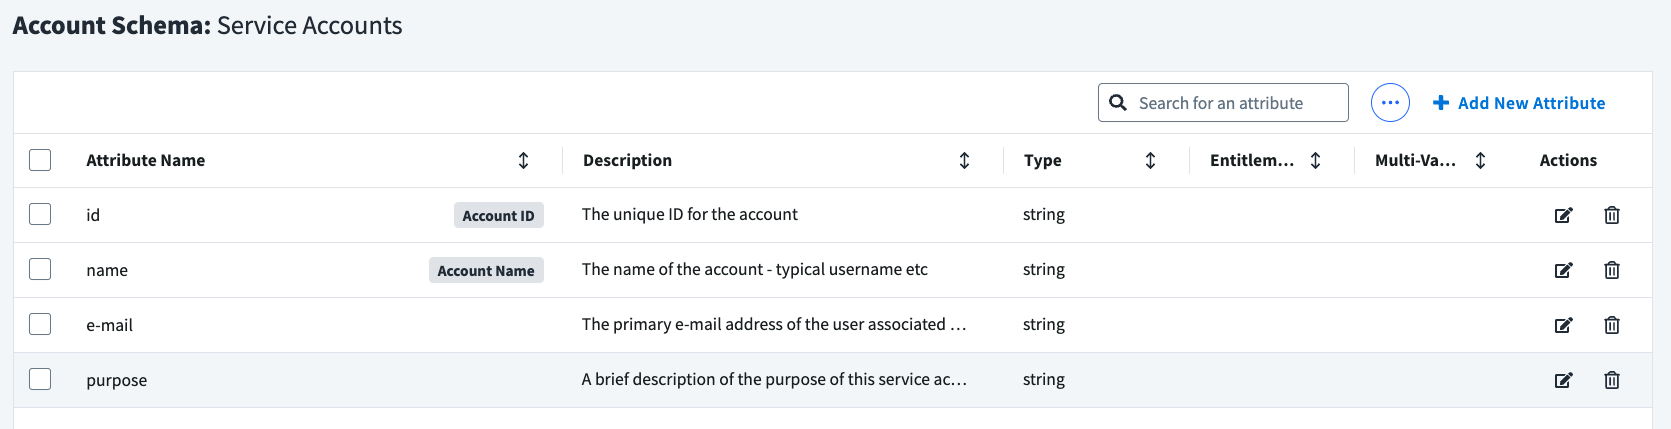 Account Schema: Service Accounts
Search for an attribute
Add New Attribute
Attribute Name Description Type Entitlem... Multi-Va... Actions
id Account ID The unique ID for the account string
name Account Name The name of the account - typical username etc string
e-mail The primary e-mail address of the user associated ... string
purpose A brief description of the purpose of this service ac... string